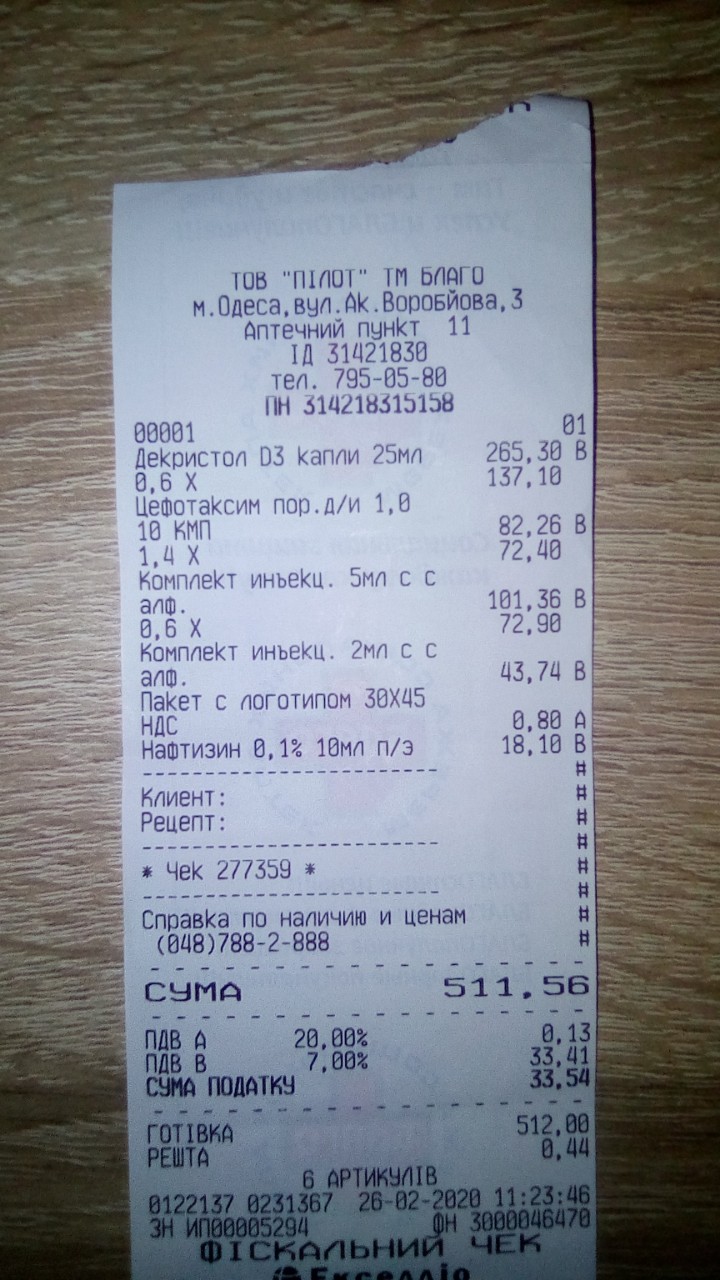 ТОВ "ПІЛОТ" ТМ БЛАГО
м.Одеса,вул.Ак.Воробйова,3
Аптечний пункт 11
ІД 31421830
тел. 795-05-80
ПН 314218315158
00001 01
Декристол D3 капли 25мл 265,30 В
0,6 X 137,10
Цефотаксим пор.д/и 1,0
10 КМП 82,26 В
1,4 X 72,40
Комплект инъекц. 5мл с с
алф. 101,36 В
0,6 X 72,90
Комплект инъекц. 2мл с с
алф. 43,74 В
Пакет с логотипом 30X45
НДС 0,80 А
Нафтизин 0,1% 10мл п/э 18,10 В
------------------------ #
Клиент: #
Рецепт: #
------------------------ #
* Чек 277359 * #
------------------------ #
Справка по наличию и ценам #
(048)788-2-888 #
СУМА 511,56
ПДВ А 20,00% 0,13
ПДВ В 7,00% 33,41
СУМА ПОДАТКУ 33,54
ГОТІВКА 512,00
РЕШТА 0,44
6 АРТИКУЛІВ
0122137 0231367 26-02-2020 11:23:46
ЗН ИП00005294 ФН 3000046470
ФІСКАЛЬНИЙ ЧЕК
Екселліо